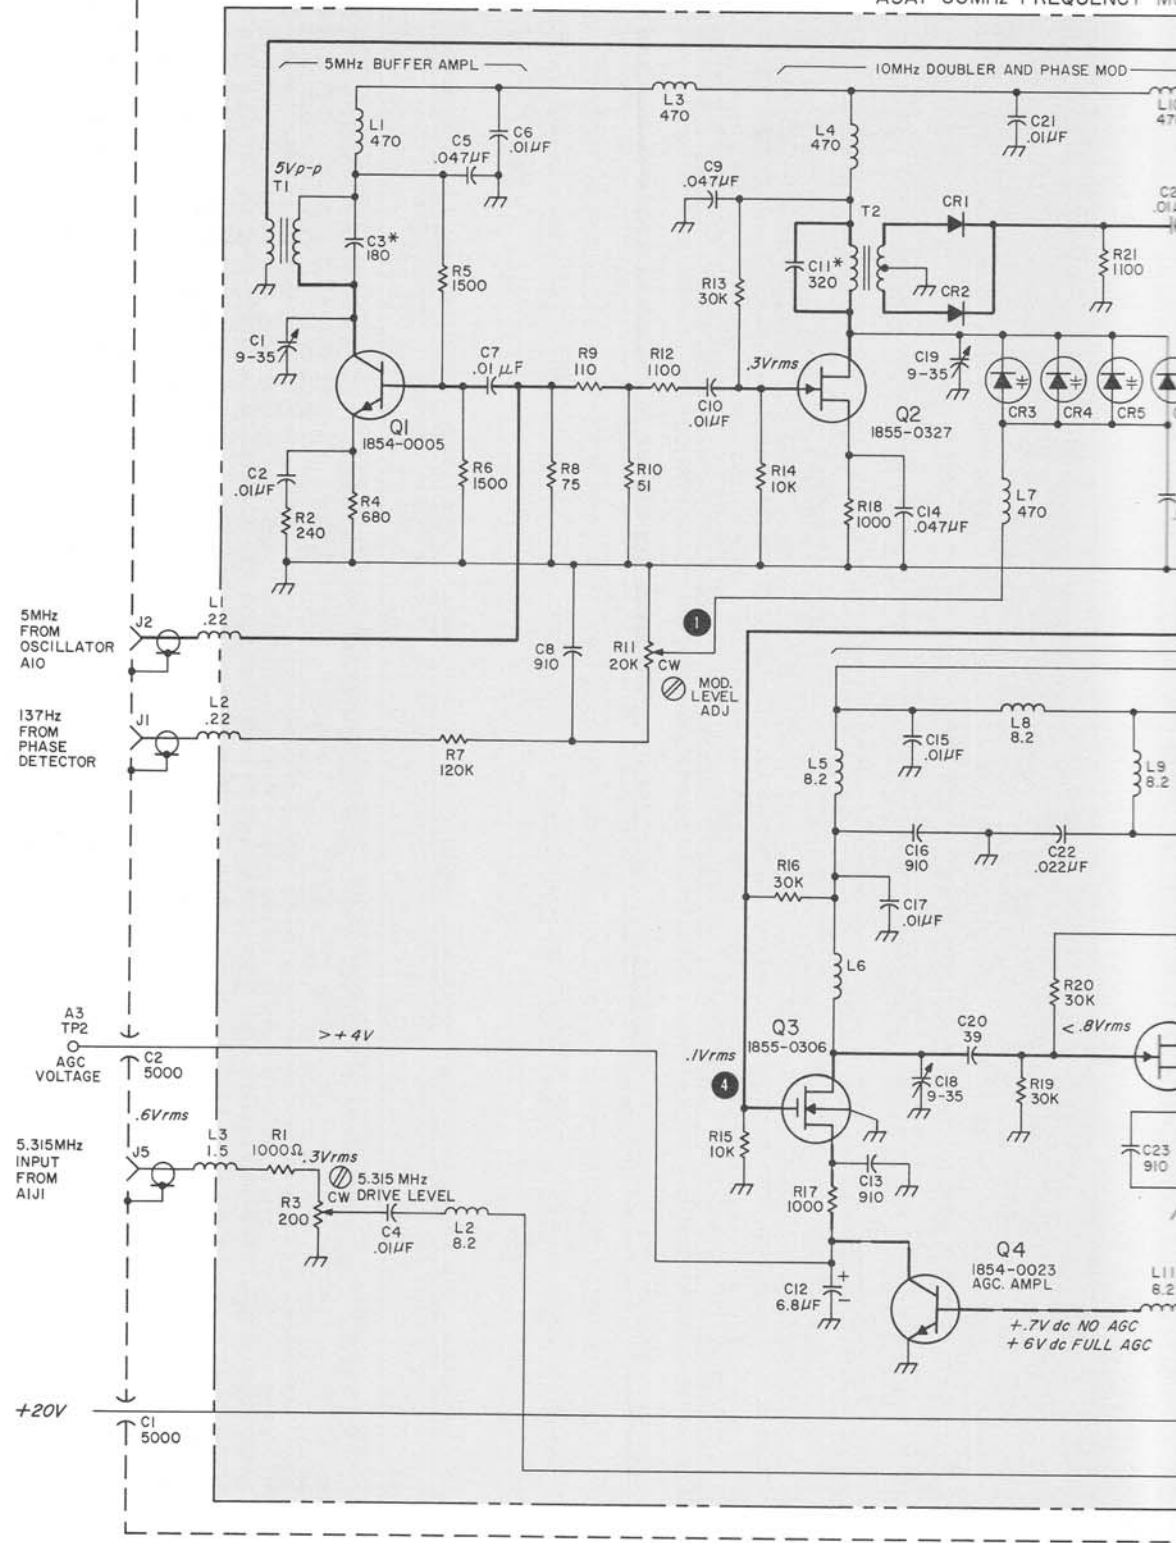 5MHz BUFFER AMPL
10MHz DOUBLER AND PHASE MOD
L1
470
C5
.047µF
C6
.01µF
L3
470
L4
470
C21
.01µF
5Vp-p
T1
C3*
180
R5
1500
C9
.047µF
R13
30K
C11*
320
T2
CR1
CR2
R21
1100
C1
9-35
C7
.01µF
R9
110
R12
1100
C10
.01µF
.3Vrms
C19
9-35
CR3
CR4
CR5
Q1
1854-0005
Q2
1855-0327
C2
.01µF
R2
240
R4
680
R6
1500
R8
75
R10
51
R14
10K
R18
1000
C14
.047µF
L7
470
5MHz
FROM
OSCILLATOR
A10
J2
L1
.22
C8
910
R11
20K
CW
1
MOD.
LEVEL
ADJ
137Hz
FROM
PHASE
DETECTOR
J1
L2
.22
R7
120K
C15
.01µF
L8
8.2
L5
8.2
L9
8.2
C16
910
C22
.022µF
R16
30K
C17
.01µF
L6
R20
30K
<.8Vrms
A3
TP2
AGC
VOLTAGE
C2
5000
>+4V
Q3
1855-0306
.1Vrms
4
C20
39
C18
9-35
R19
30K
C23
910
.6Vrms
5.315MHz
INPUT
FROM
A1J1
J5
L3
1.5
R1
1000Ω
.3Vrms
5.315 MHz
DRIVE LEVEL
CW
R3
200
C4
.01µF
L2
8.2
R15
10K
R17
1000
C13
910
C12
6.8µF
+
-
Q4
1854-0023
AGC. AMPL
L11
8.2
+.7V dc NO AGC
+6V dc FULL AGC
+20V
C1
5000